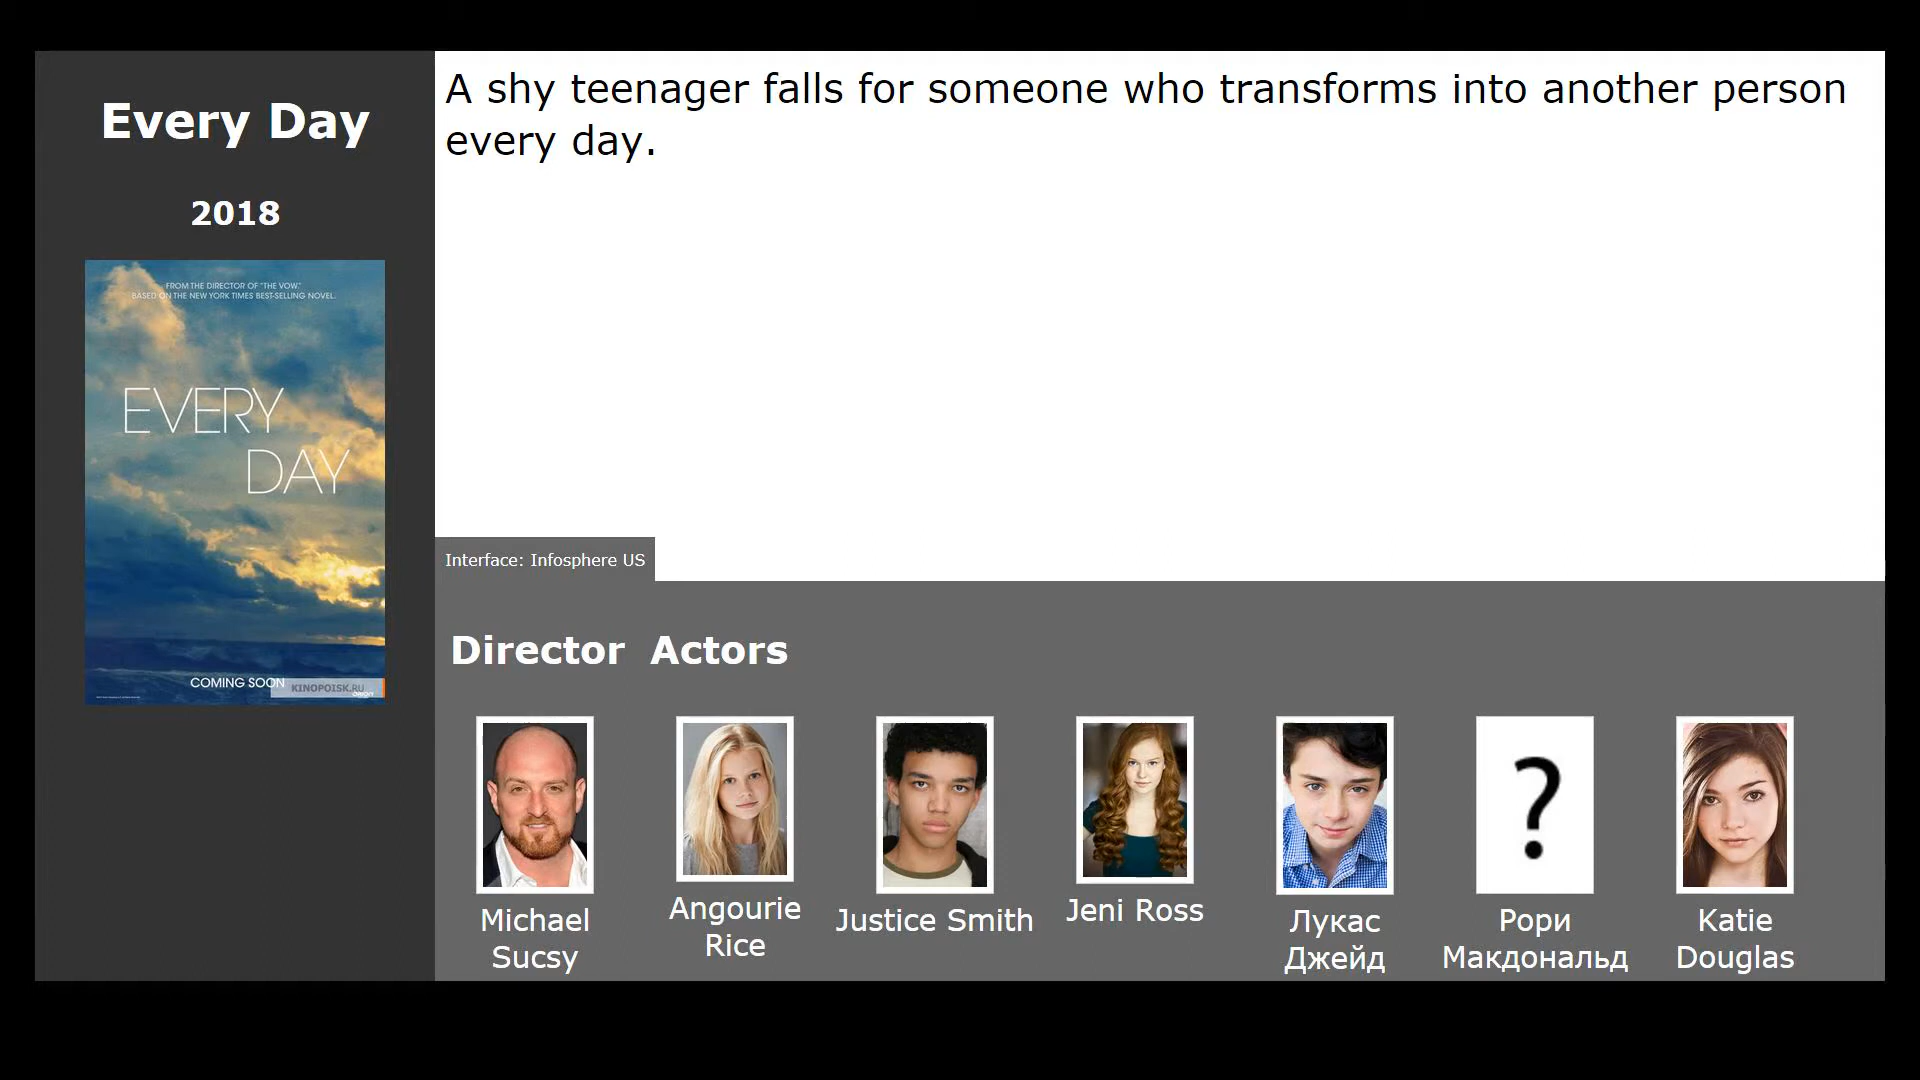 Every Day
2018
FROM THE DIRECTOR OF "THE VOW."
BASED ON THE NEW YORK TIMES BEST-SELLING NOVEL.
EVERY
DAY
COMING SOON
KINOPOISK.RU
A shy teenager falls for someone who transforms into another person
every day.
Interface: Infosphere US
Director Actors
Michael
Sucsy
Angourie
Rice
Justice Smith
Jeni Ross
Лукас
Джейд
?
Рори
Макдональд
Katie
Douglas